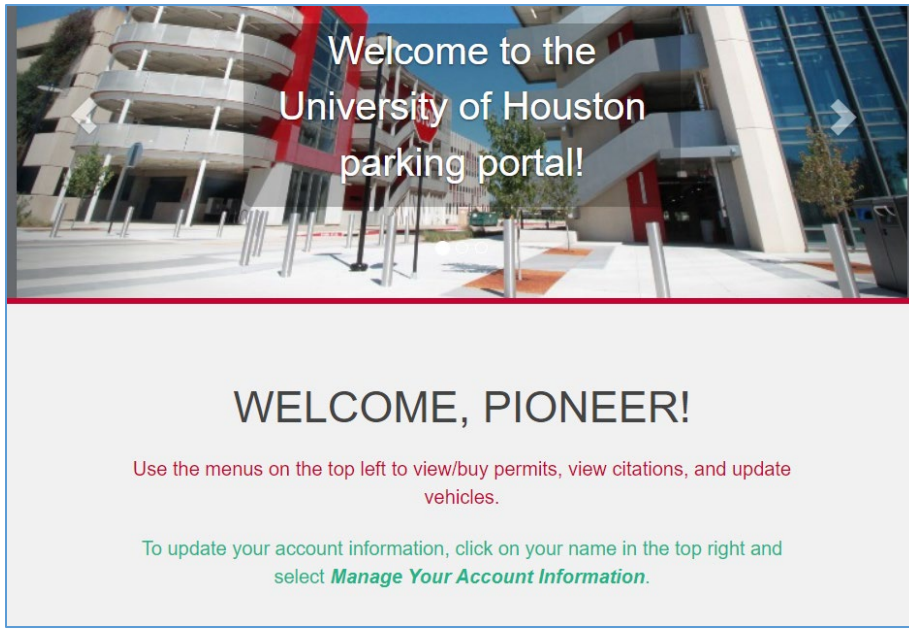 Welcome to the
University of Houston
parking portal!
WELCOME, PIONEER!
Use the menus on the top left to view/buy permits, view citations, and update
vehicles.
To update your account information, click on your name in the top right and
select Manage Your Account Information.